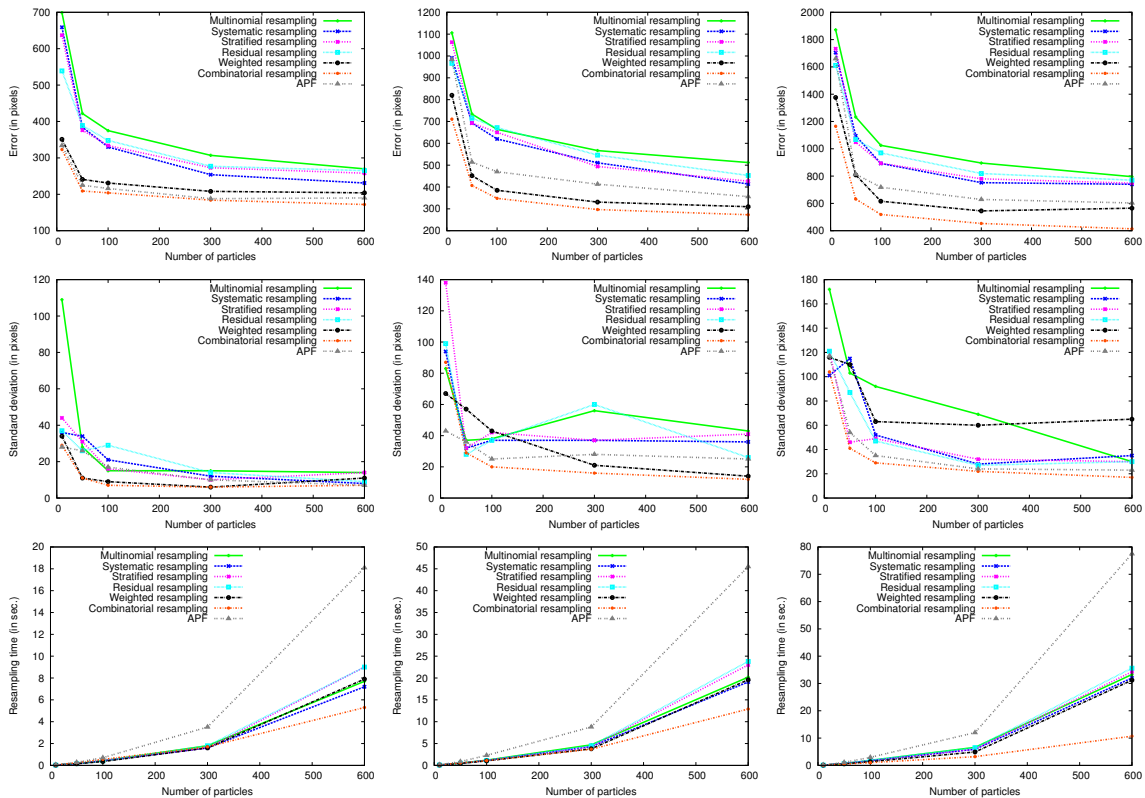 700
600
500
400
300
200
100
0 100 200 300 400 500 600
Error (in pixels)
Number of particles
Multinomial resampling
Systematic resampling
Stratified resampling
Residual resampling
Weighted resampling
Combinatorial resampling
APF
1200
1100
1000
900
800
700
600
500
400
300
200
0 100 200 300 400 500 600
Error (in pixels)
Number of particles
Multinomial resampling
Systematic resampling
Stratified resampling
Residual resampling
Weighted resampling
Combinatorial resampling
APF
2000
1800
1600
1400
1200
1000
800
600
400
0 100 200 300 400 500 600
Error (in pixels)
Number of particles
Multinomial resampling
Systematic resampling
Stratified resampling
Residual resampling
Weighted resampling
Combinatorial resampling
APF
120
100
80
60
40
20
0
0 100 200 300 400 500 600
Standard deviation (in pixels)
Number of particles
Multinomial resampling
Systematic resampling
Stratified resampling
Residual resampling
Weighted resampling
Combinatorial resampling
APF
140
120
100
80
60
40
20
0
0 100 200 300 400 500 600
Standard deviation (in pixels)
Number of particles
Multinomial resampling
Systematic resampling
Stratified resampling
Residual resampling
Weighted resampling
Combinatorial resampling
APF
180
160
140
120
100
80
60
40
20
0
0 100 200 300 400 500 600
Standard deviation (in pixels)
Number of particles
Multinomial resampling
Systematic resampling
Stratified resampling
Residual resampling
Weighted resampling
Combinatorial resampling
APF
20
18
16
14
12
10
8
6
4
2
0
0 100 200 300 400 500 600
Resampling time (in sec.)
Number of particles
Multinomial resampling
Systematic resampling
Stratified resampling
Residual resampling
Weighted resampling
Combinatorial resampling
APF
50
45
40
35
30
25
20
15
10
5
0
0 100 200 300 400 500 600
Resampling time (in sec.)
Number of particles
Multinomial resampling
Systematic resampling
Stratified resampling
Residual resampling
Weighted resampling
Combinatorial resampling
APF
80
70
60
50
40
30
20
10
0
0 100 200 300 400 500 600
Resampling time (in sec.)
Number of particles
Multinomial resampling
Systematic resampling
Stratified resampling
Residual resampling
Weighted resampling
Combinatorial resampling
APF